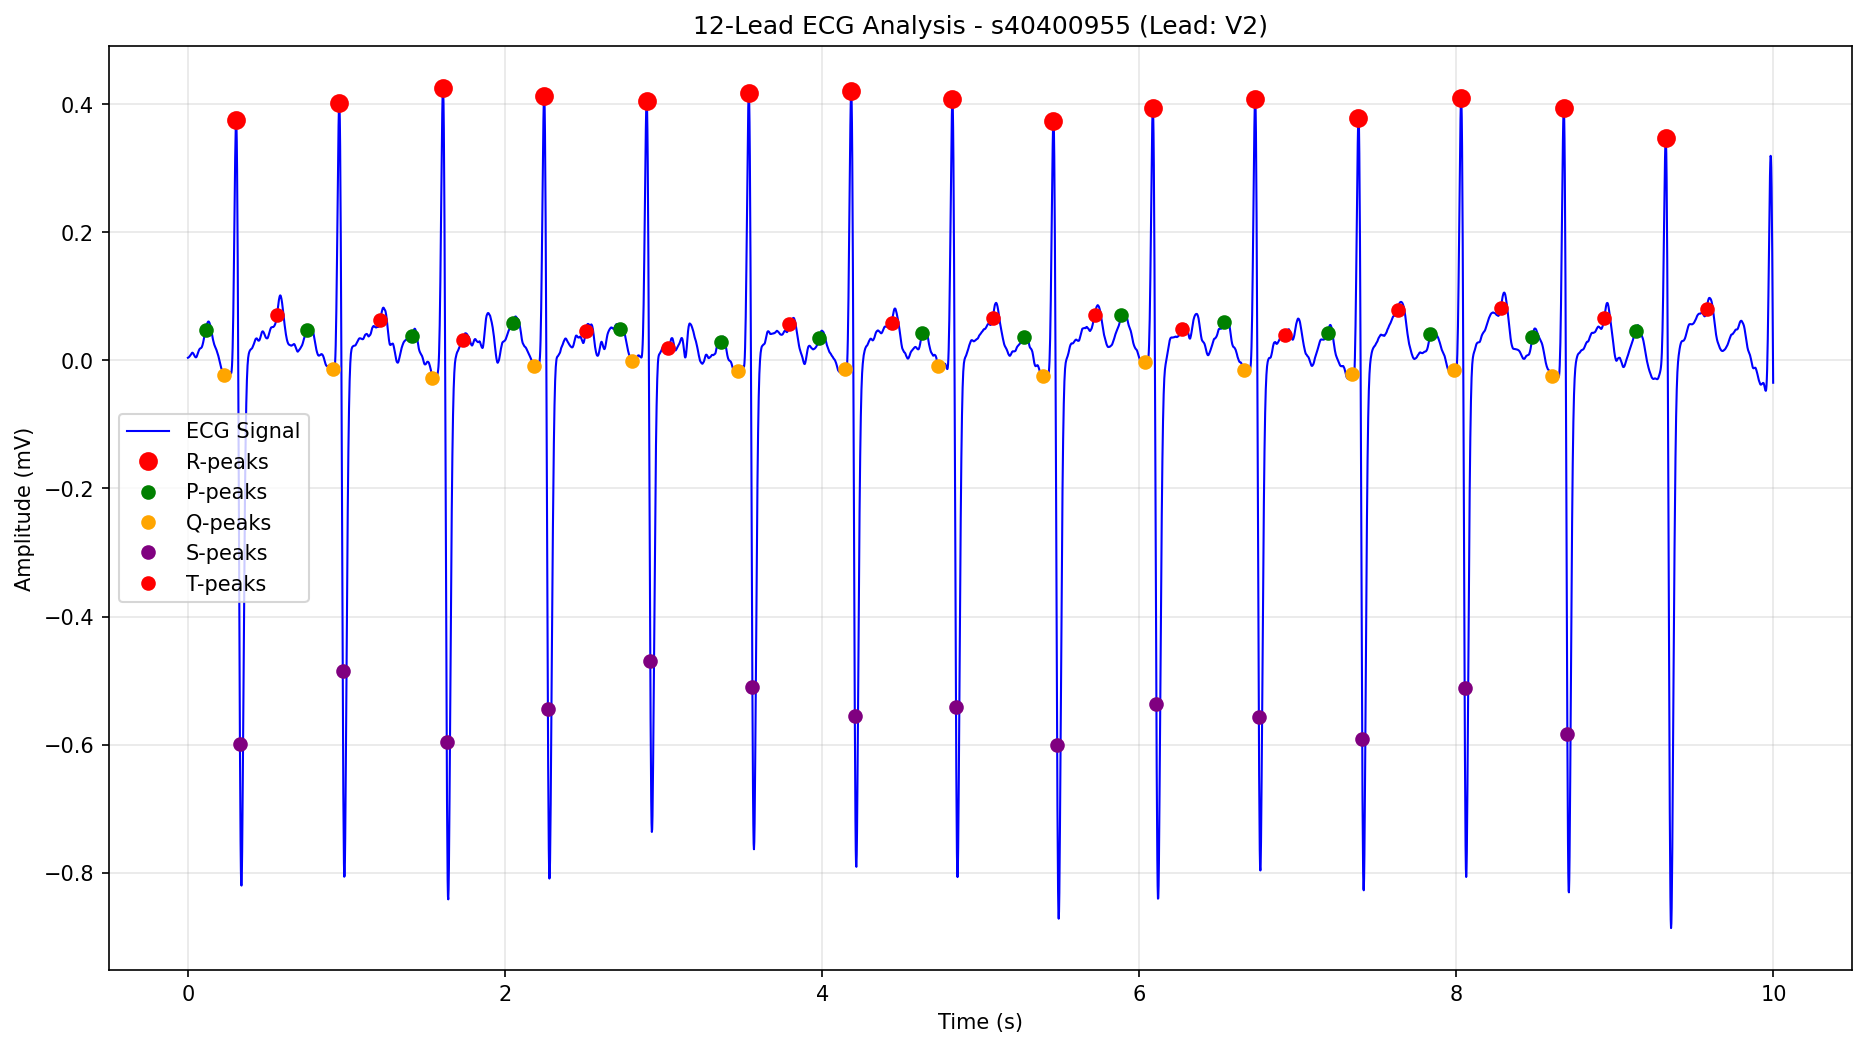 12-Lead ECG Analysis - s40400955 (Lead: V2)
Amplitude (mV)
0.4
0.2
0.0
−0.2
−0.4
−0.6
−0.8
ECG Signal
R-peaks
P-peaks
Q-peaks
S-peaks
T-peaks
0 2 4 6 8 10
Time (s)